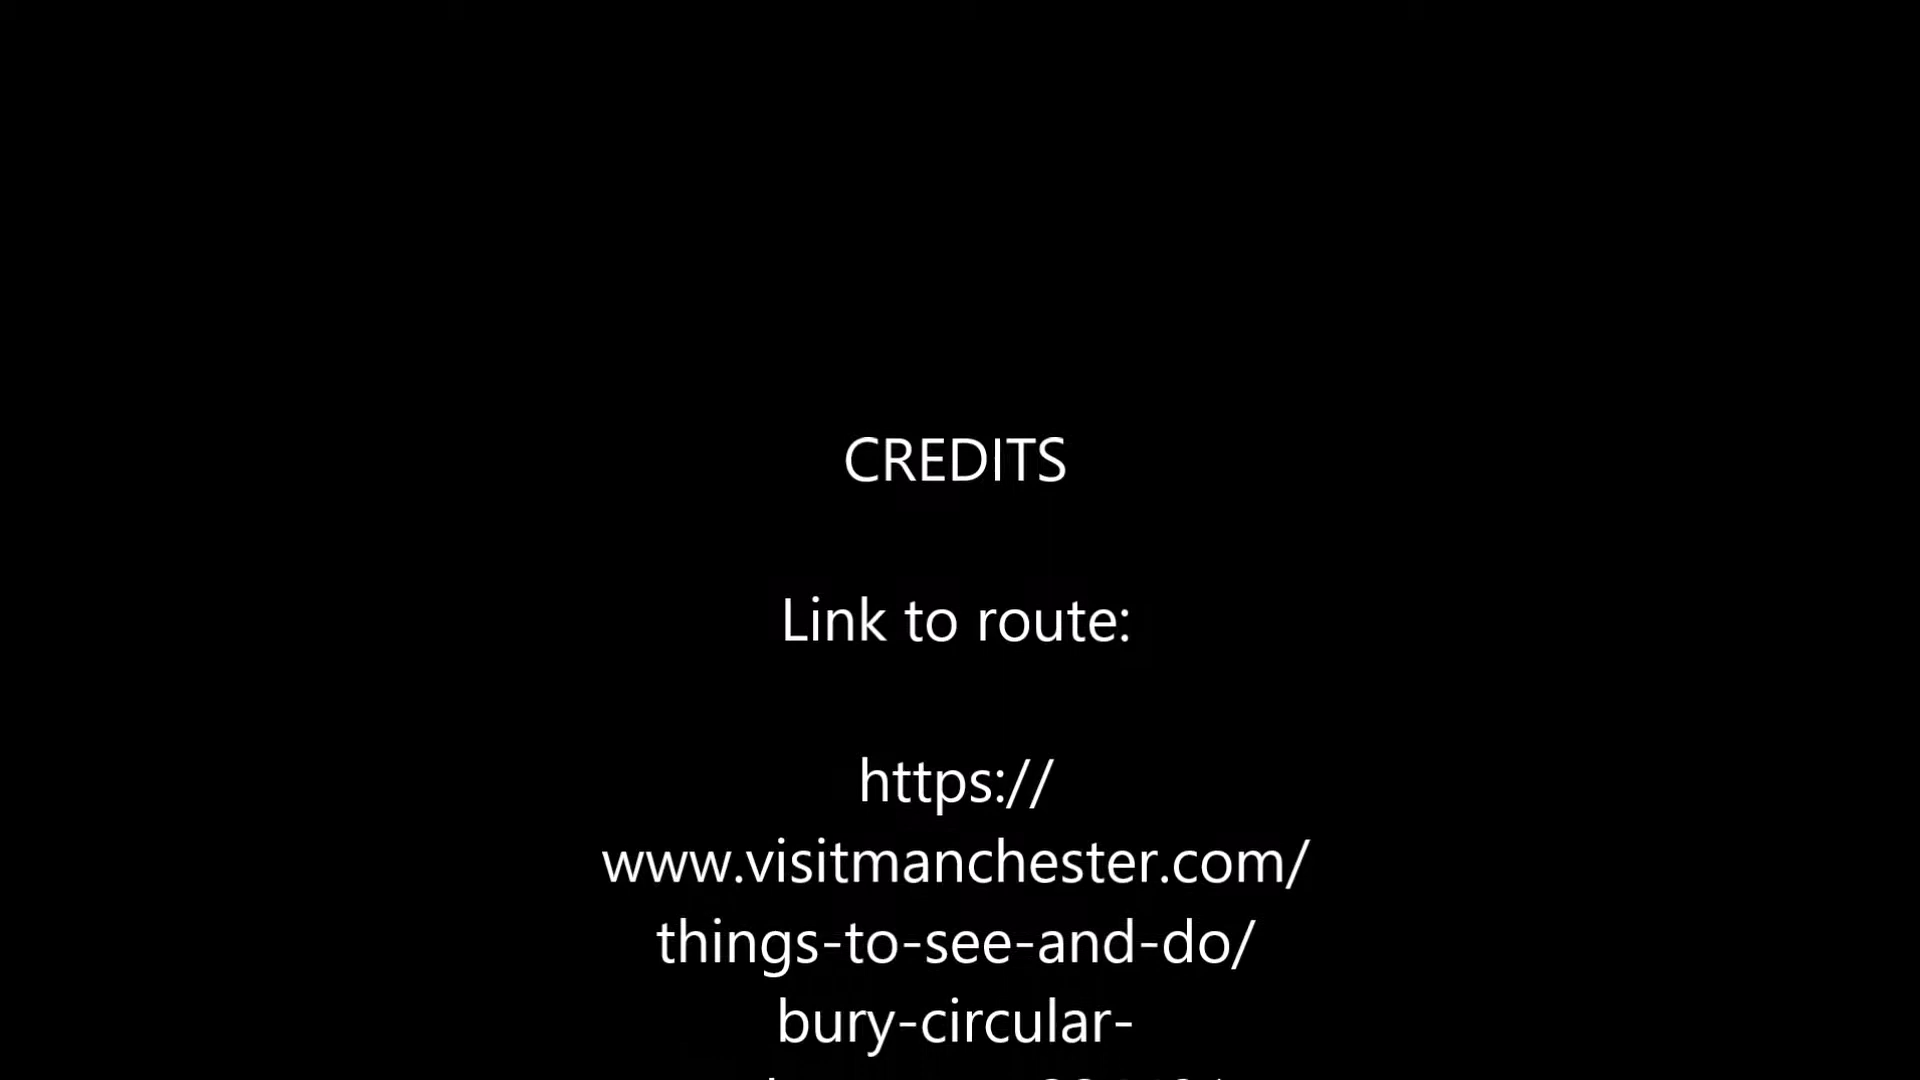 CREDITS
Link to route:
https://
www.visitmanchester.com/
things-to-see-and-do/
bury-circular-